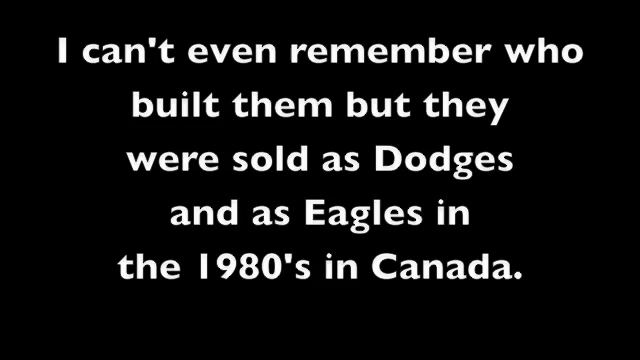 I can't even remember who
built them but they
were sold as Dodges
and as Eagles in
the 1980's in Canada.